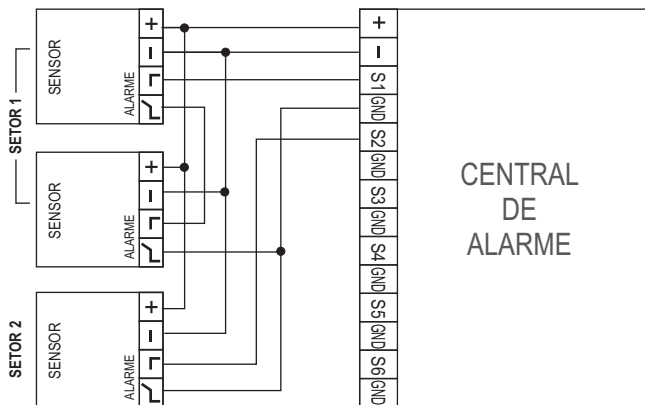 SETOR 1
SENSOR
ALARME
+
−
SENSOR
ALARME
+
−
SETOR 2
SENSOR
ALARME
+
−
+
−
S1
GND
S2
GND
S3
GND
S4
GND
S5
GND
S6
GND
CENTRAL
DE
ALARME